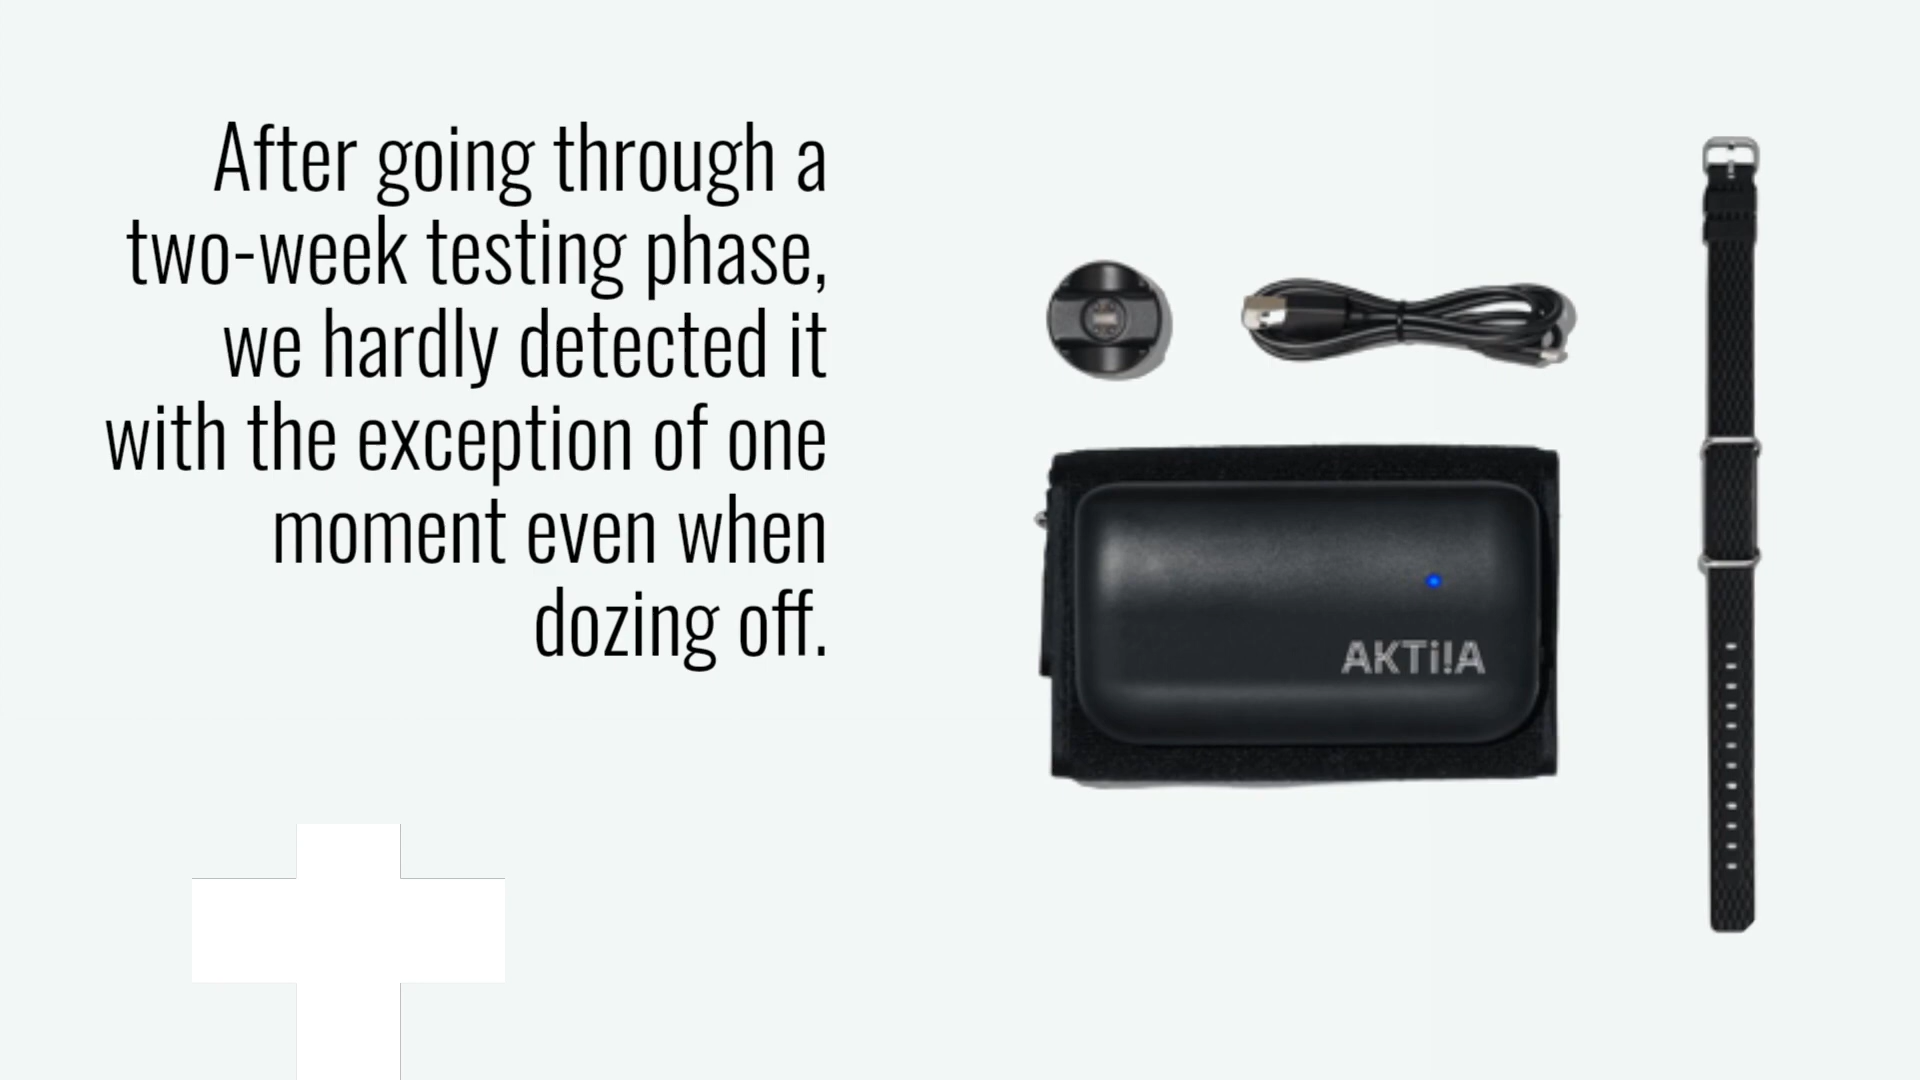 After going through a
two-week testing phase,
we hardly detected it
with the exception of one
moment even when
dozing off.
AKTi!A